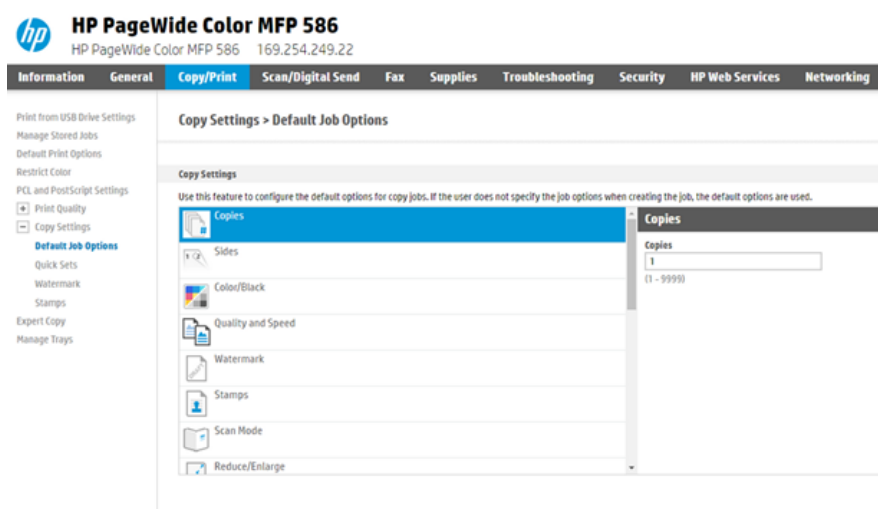 hp
HP PageWide Color MFP 586
HP PageWide Color MFP 586 169.254.249.22
Information General Copy/Print Scan/Digital Send Fax Supplies Troubleshooting Security HP Web Services Networking
Print from USB Drive Settings
Manage Stored Jobs
Default Print Options
Restrict Color
PCL and PostScript Settings
Print Quality
Copy Settings
Default Job Options
Quick Sets
Watermark
Stamps
Expert Copy
Manage Trays
Copy Settings > Default Job Options
Copy Settings
Use this feature to configure the default options for copy jobs. If the user does not specify the job options when creating the job, the default options are used.
Copies
Sides
Color/Black
Quality and Speed
Watermark
Stamps
Scan Mode
Reduce/Enlarge
Copies
Copies
1
(1 - 9999)